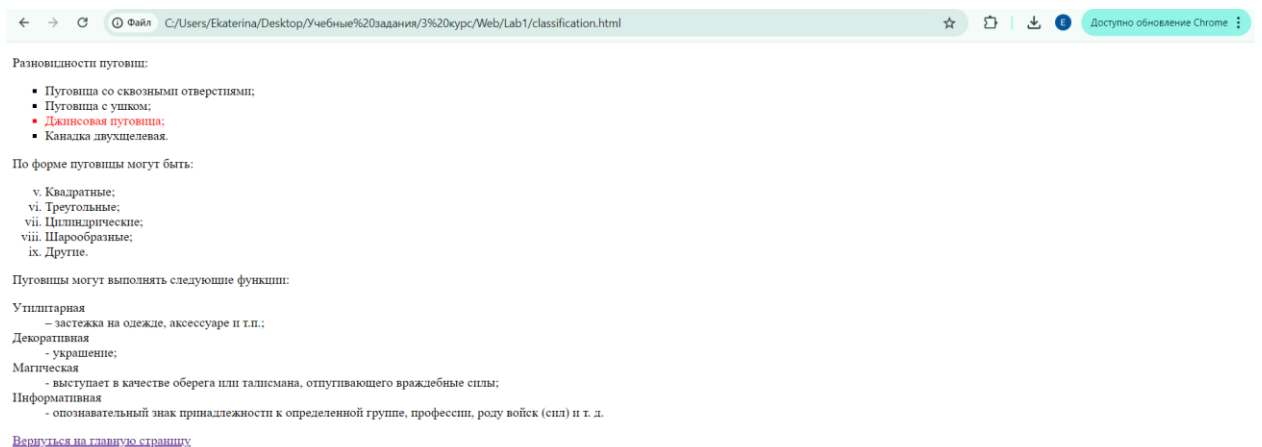 Файл C:/Users/Ekaterina/Desktop/Учебные%20задания/3%20курс/Web/Lab1/classification.html E Доступно обновление Chrome
Разновидности пуговиц:
Пуговица со сквозными отверстиями;
Пуговица с ушком;
Джинсовая пуговица;
Канадка двухщелевая.
По форме пуговицы могут быть:
v. Квадратные;
vi. Треугольные;
vii. Цилиндрические;
viii. Шарообразные;
ix. Другие.
Пуговицы могут выполнять следующие функции:
Утилитарная
– застежка на одежде, аксессуаре и т.п.;
Декоративная
- украшение;
Магическая
- выступает в качестве оберега или талисмана, отпугивающего враждебные силы;
Информативная
- опознавательный знак принадлежности к определенной группе, профессии, роду войск (сил) и т. д.
Вернуться на главную страницу